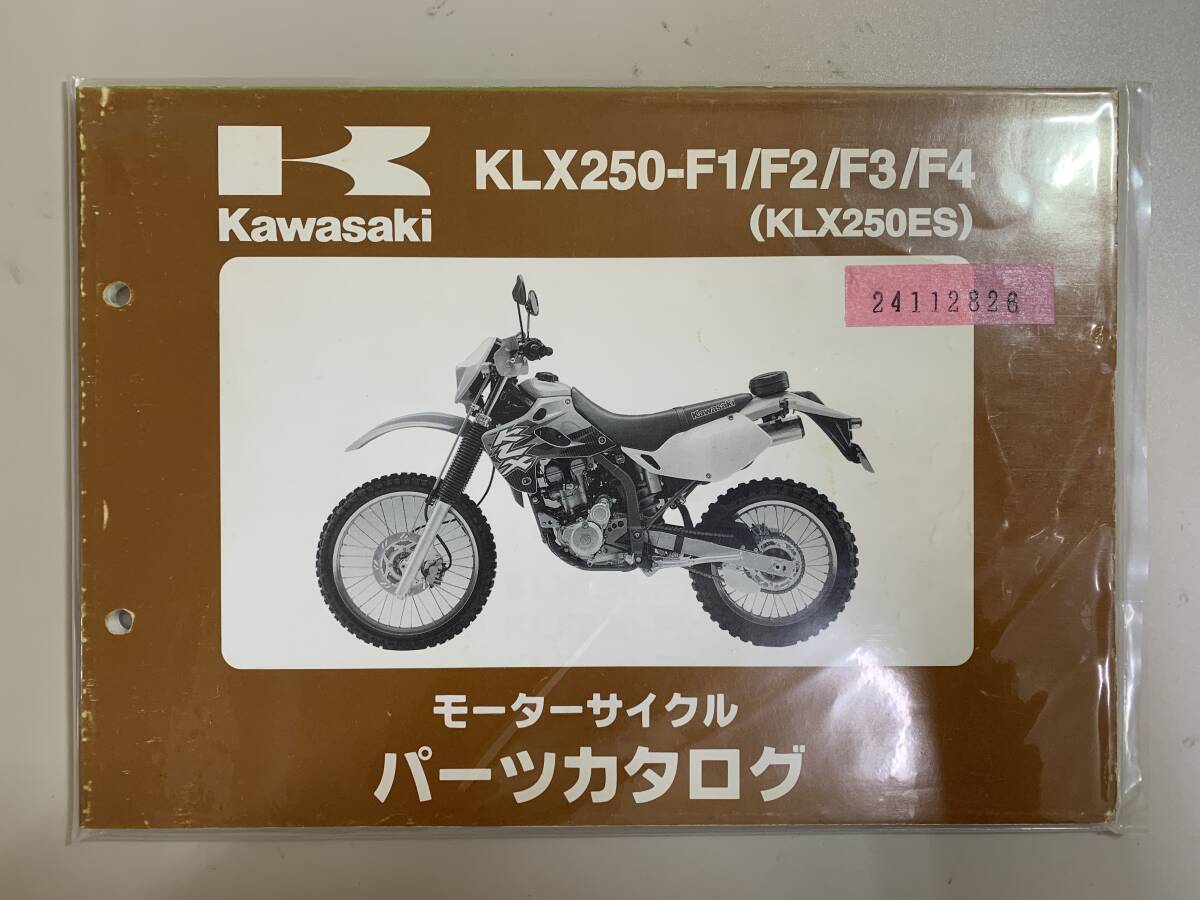 Kawasaki
KLX250-F1/F2/F3/F4
(KLX250ES)
24112826
Kawasaki
KLX
モーターサイクル
パーツカタログ